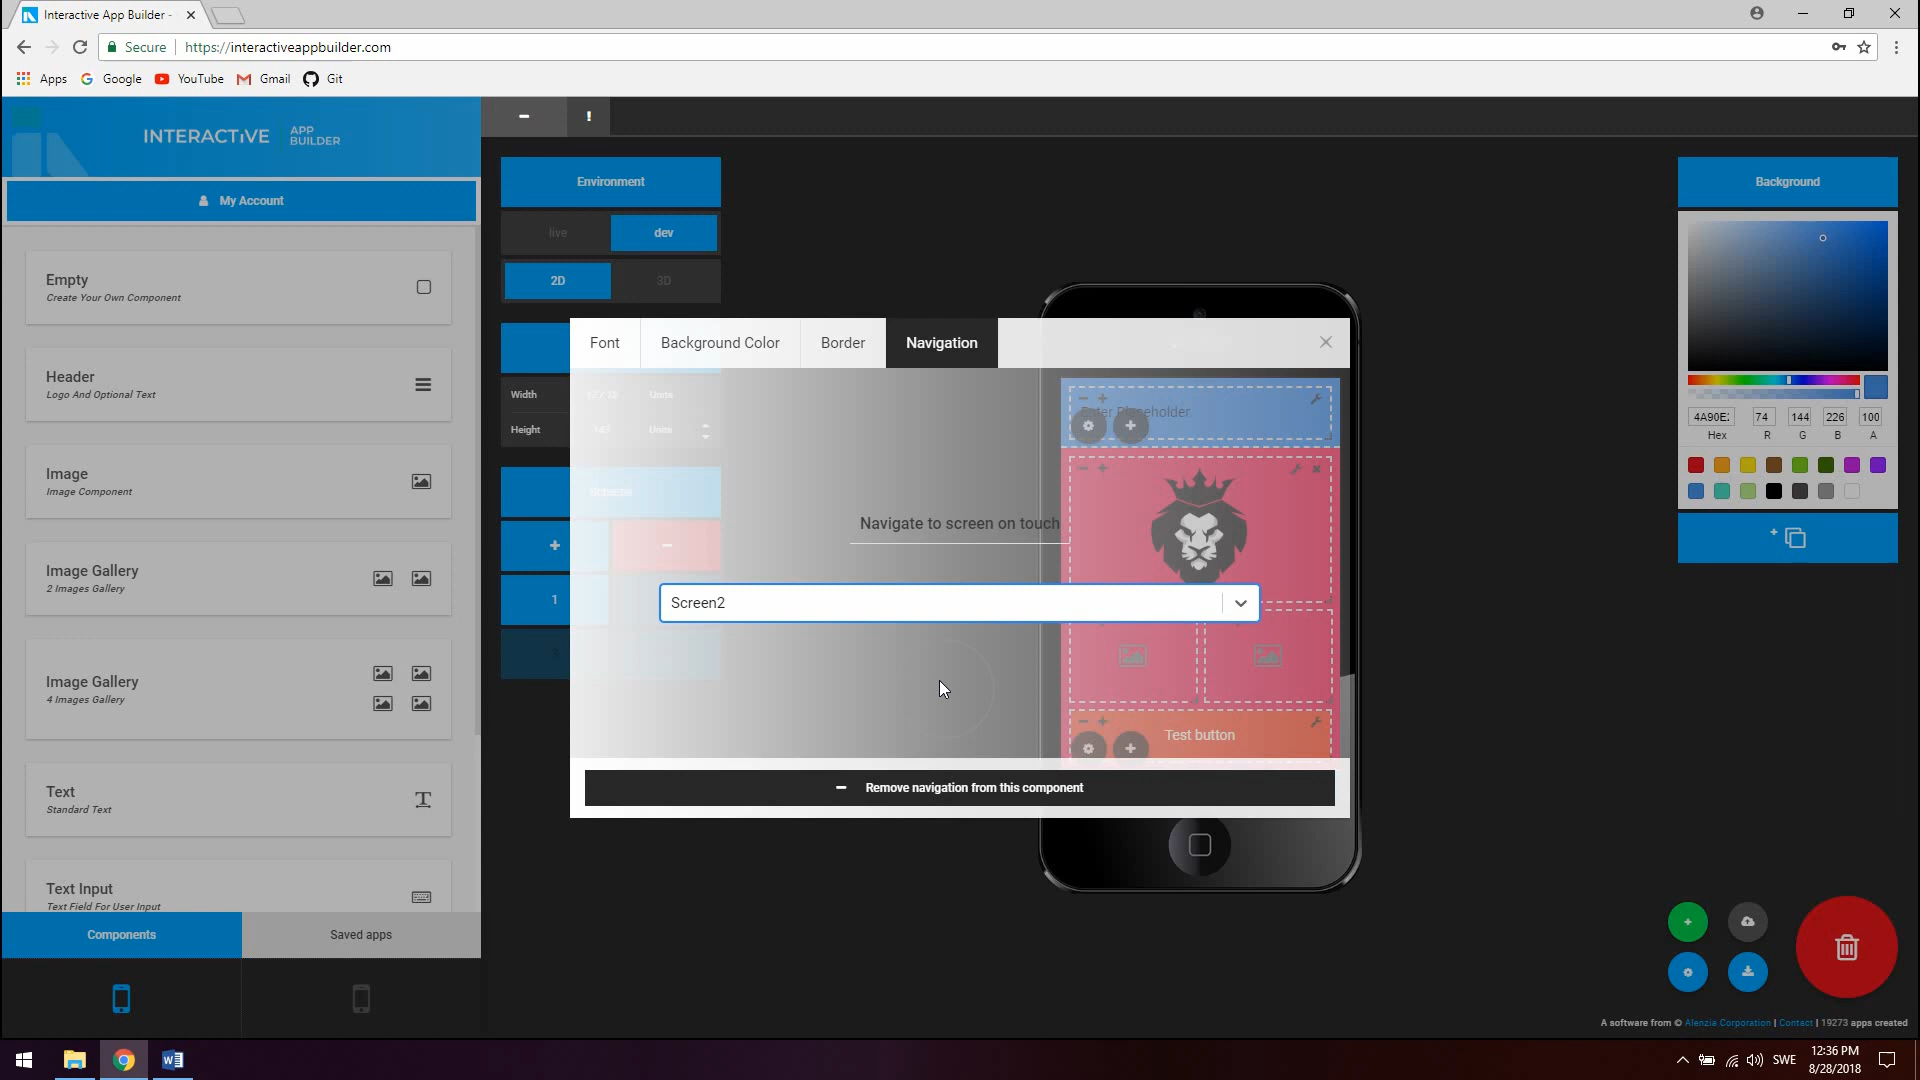 Interactive App Builder -
Secure
https://interactiveappbuilder.com
Apps
Google
YouTube
Gmail
Git
INTERACTIVE
APP
BUILDER
My Account
Empty
Create Your Own Component
Header
Logo And Optional Text
Image
Image Component
Image Gallery
2 Images Gallery
Image Gallery
4 Images Gallery
Text
Standard Text
Text Input
Text Field For User Input
Components
Saved apps
!
Environment
live
dev
2D
3D
Width
Units
Height
Units
Screens
1
Font
Background Color
Border
Navigation
Enter Placeholder
Navigate to screen on touch
Screen2
Test button
Remove navigation from this component
Background
4A90E2
74
144
226
100
Hex
R
G
B
A
A software from © Alenzia Corporation | Contact | 19273 apps created
SWE
12:36 PM
8/28/2018